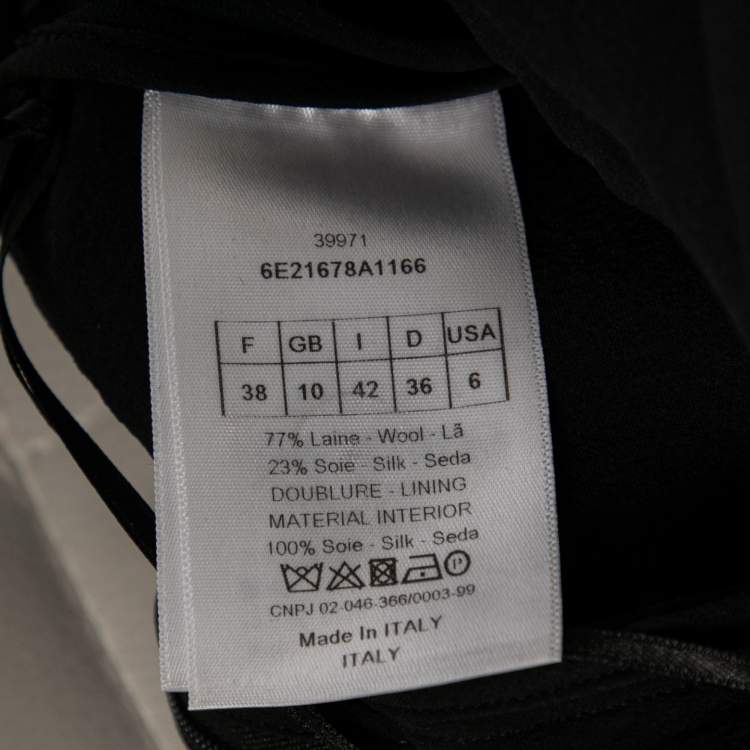 39971
6E21678A1166
F GB I D USA
38 10 42 36 6
77% Laine - Wool - Lã
23% Soie - Silk - Seda
DOUBLURE - LINING
MATERIAL INTERIOR
100% Soie - Silk - Seda
P
CNPJ 02-046-366/0003-99
Made In ITALY
ITALY